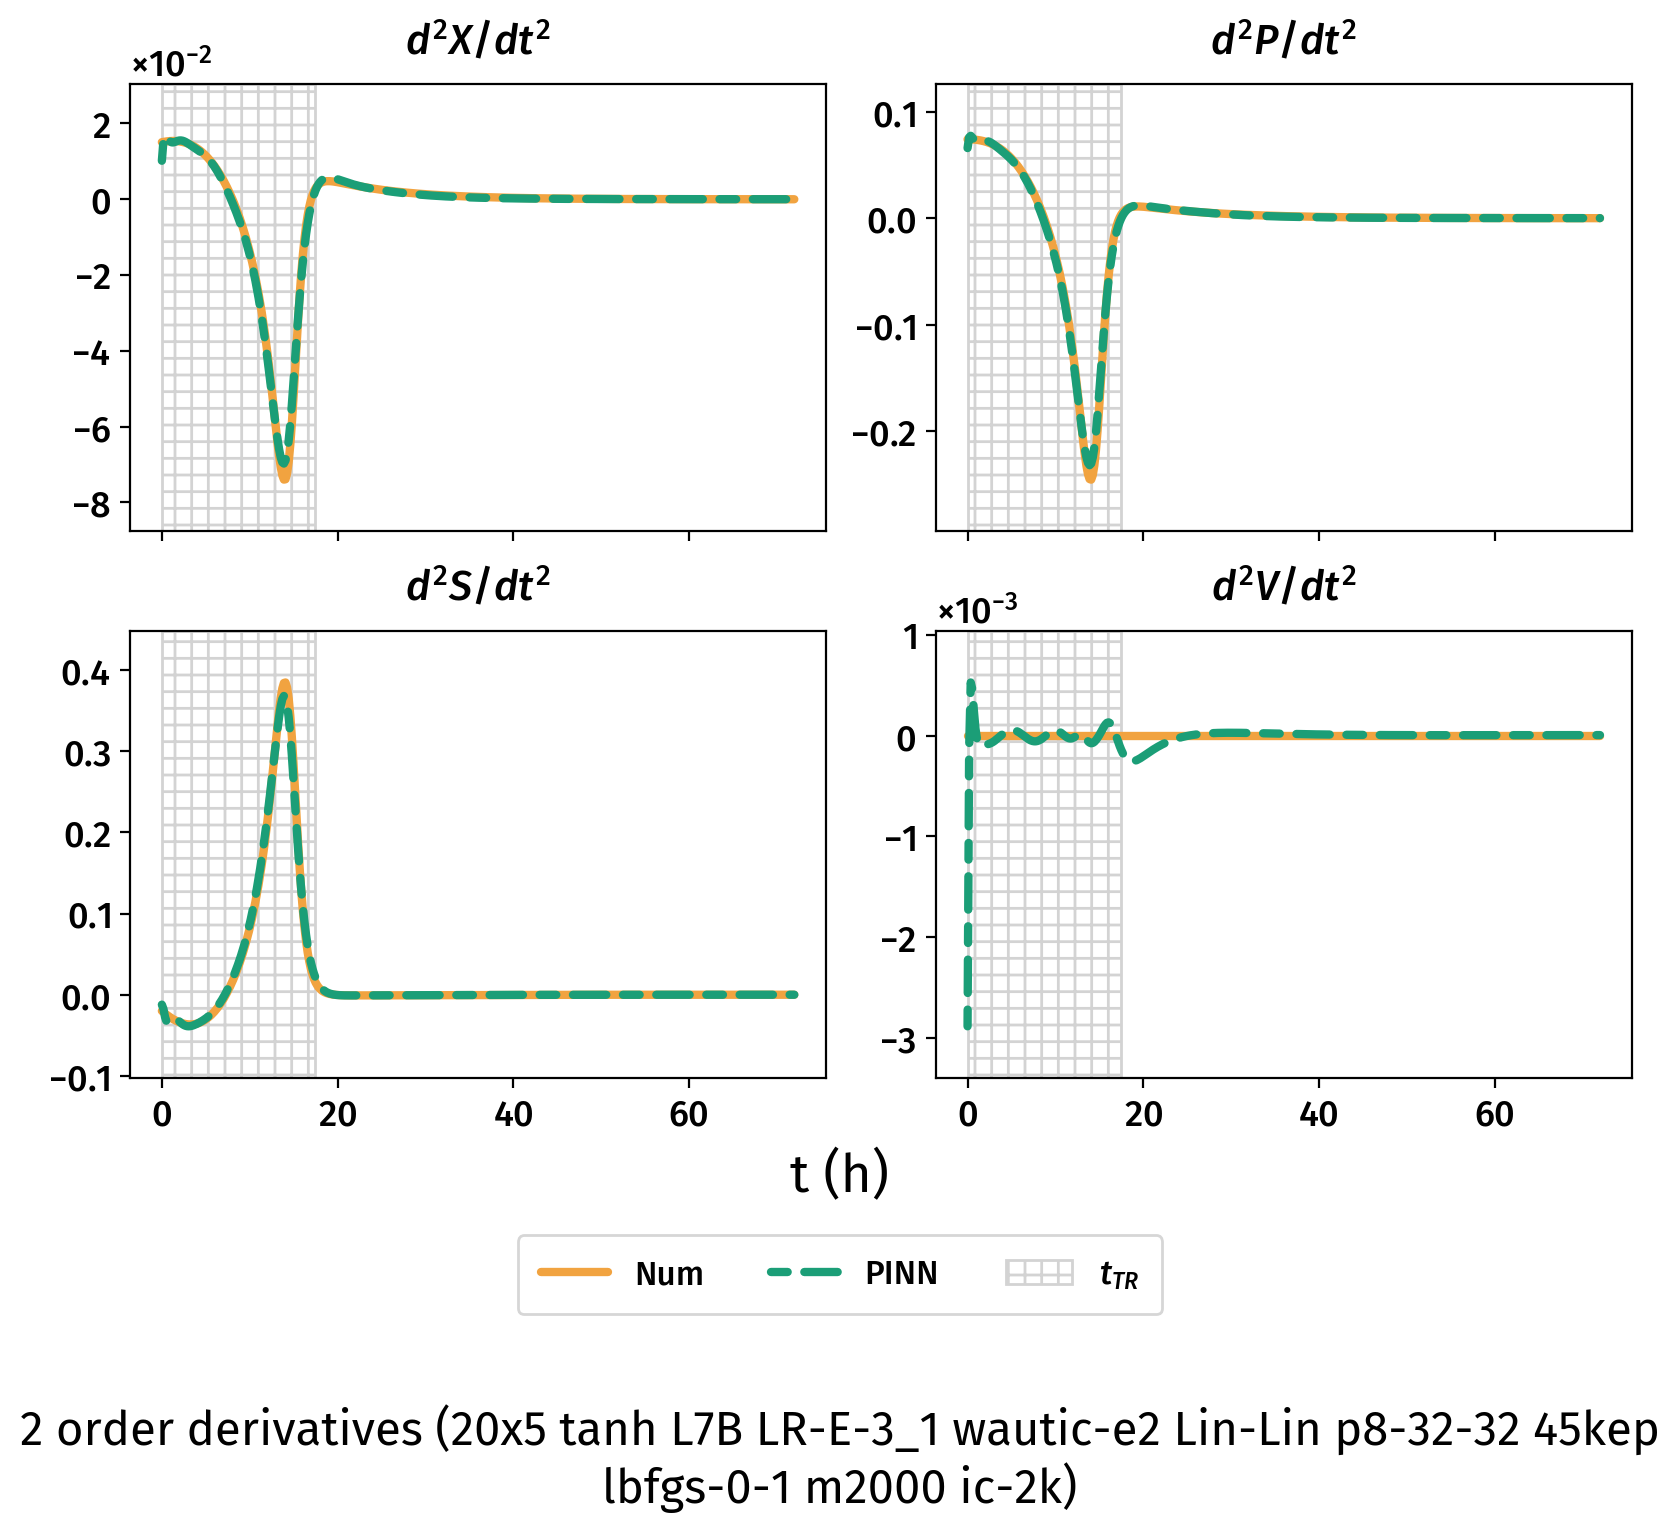 d²X/dt²
×10⁻²
2
0
−2
−4
−6
−8
d²P/dt²
0.1
0.0
−0.1
−0.2
d²S/dt²
0.4
0.3
0.2
0.1
0.0
−0.1
0 20 40 60
d²V/dt²
×10⁻³
1
0
−1
−2
−3
0 20 40 60
t (h)
Num PINN t_TR
2 order derivatives (20x5 tanh L7B LR-E-3_1 wautic-e2 Lin-Lin p8-32-32 45kep
lbfgs-0-1 m2000 ic-2k)